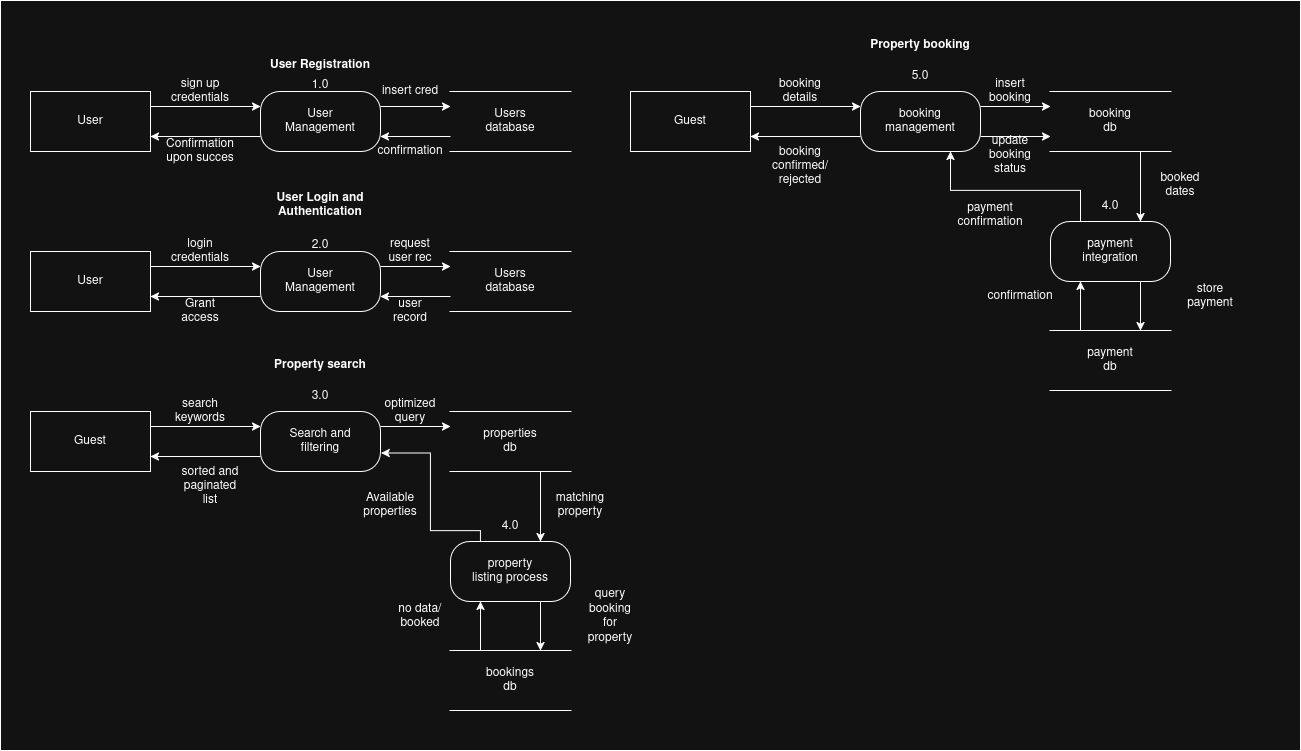 User Registration
1.0
sign up
credentials
insert cred
User
User
Management
Users
database
Confirmation
upon succes
confirmation
User Login and
Authentication
2.0
login
credentials
request
user rec
User
User
Management
Users
database
Grant
access
user
record
Property search
3.0
search
keywords
optimized
query
Guest
Search and
filtering
properties
db
sorted and
paginated
list
Available
properties
matching
property
4.0
property
listing process
no data/
booked
query
booking
for
property
bookings
db
Property booking
5.0
booking
details
insert
booking
Guest
booking
management
booking
db
booking
confirmed/
rejected
update
booking
status
booked
dates
payment
confirmation
4.0
payment
integration
confirmation
store
payment
payment
db